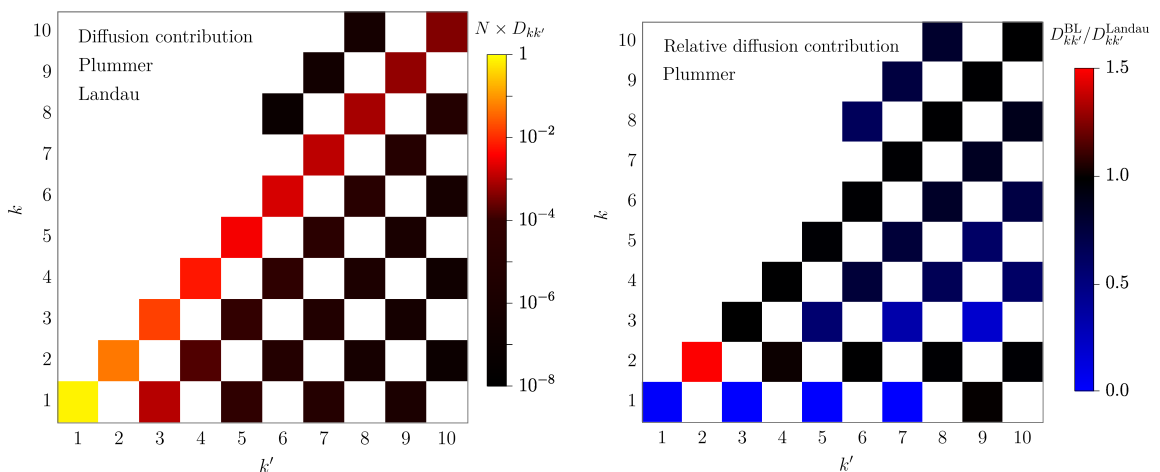 Diffusion contribution
Plummer
Landau
N × D_{kk′}
1
10^{−2}
10^{−4}
10^{−6}
10^{−8}
10
9
8
7
6
5
4
3
2
1
k
1 2 3 4 5 6 7 8 9 10
k′
Relative diffusion contribution
Plummer
D_{kk′}^{BL}/D_{kk′}^{Landau}
1.5
1.0
0.5
0.0
10
9
8
7
6
5
4
3
2
1
k
1 2 3 4 5 6 7 8 9 10
k′